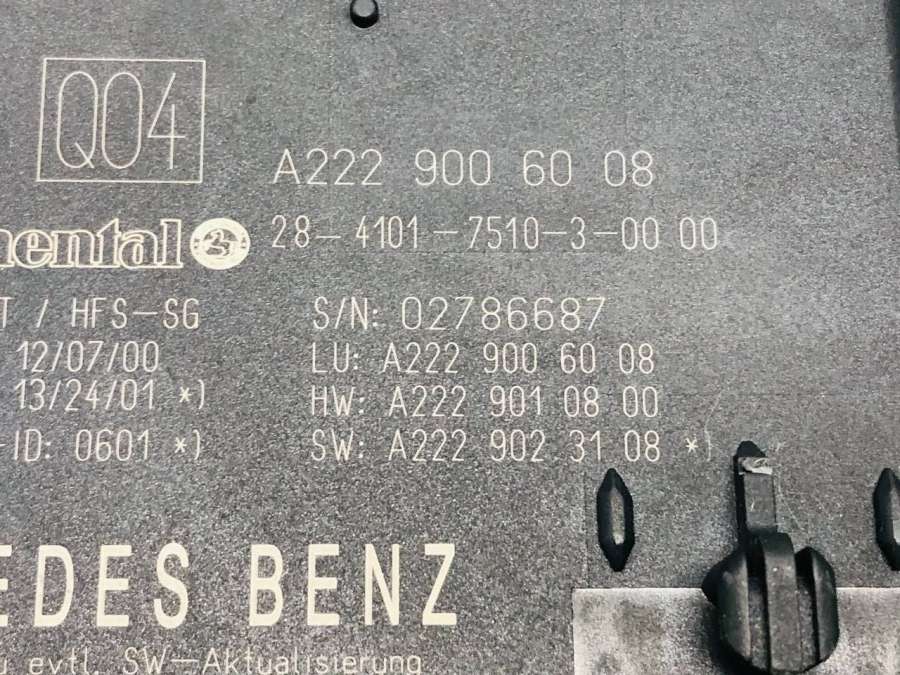 Q04
A222 900 60 08
nental 28-4101-7510-3-00 00
T / HFS-SG S/N: 02786687
12/07/00 LU: A222 900 60 08
13/24/01 *) HW: A222 901 08 00
-ID: 0601 *) SW: A222 902 31 08 *)
EDES BENZ
u evtl. SW-Aktualisierung